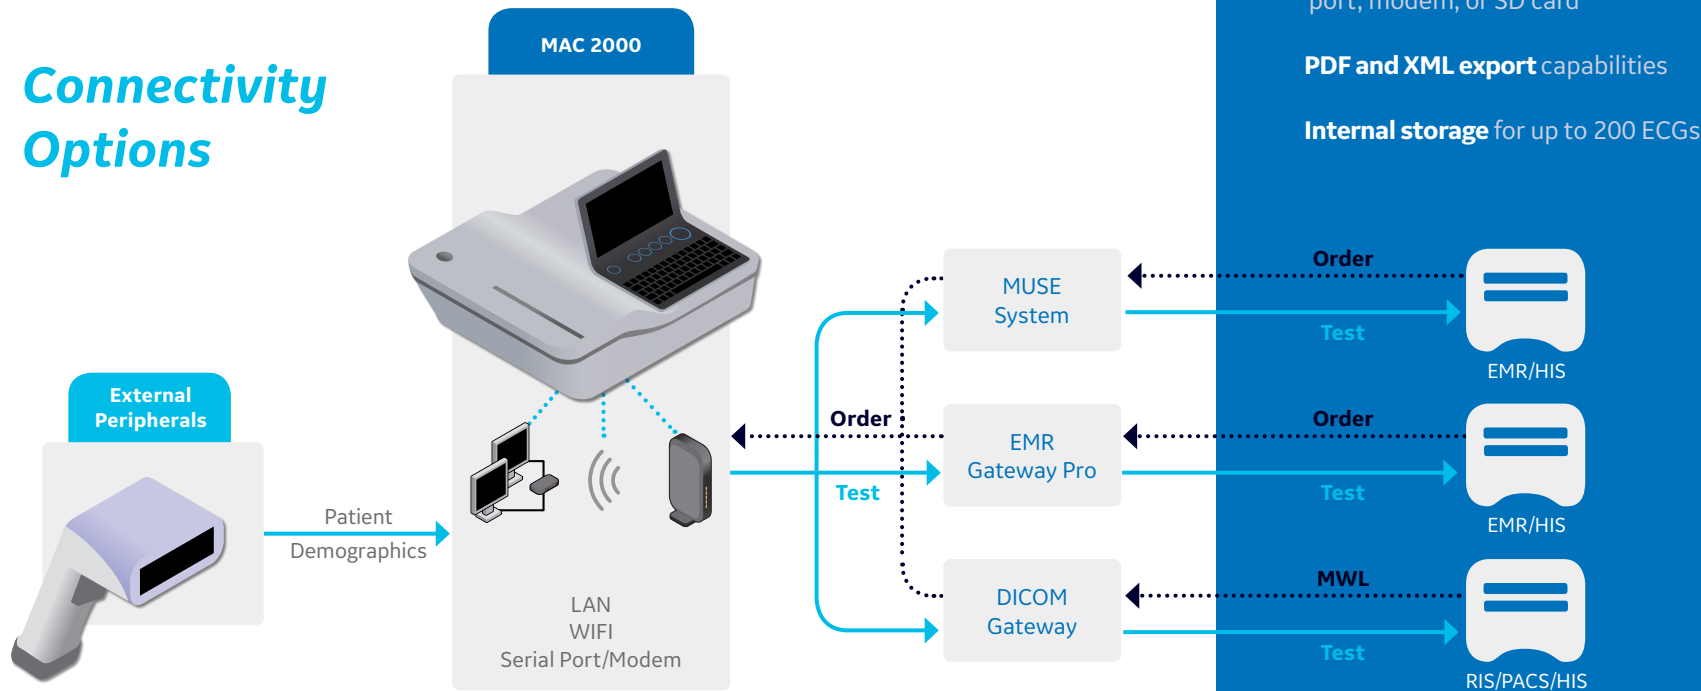 port, modem, or SD card
PDF and XML export capabilities
Internal storage for up to 200 ECGs
Connectivity
Options
MAC 2000
External
Peripherals
Patient
Demographics
LAN
WIFI
Serial Port/Modem
Order
Test
MUSE
System
EMR
Gateway Pro
DICOM
Gateway
Order
Test
EMR/HIS
Order
Test
EMR/HIS
MWL
Test
RIS/PACS/HIS